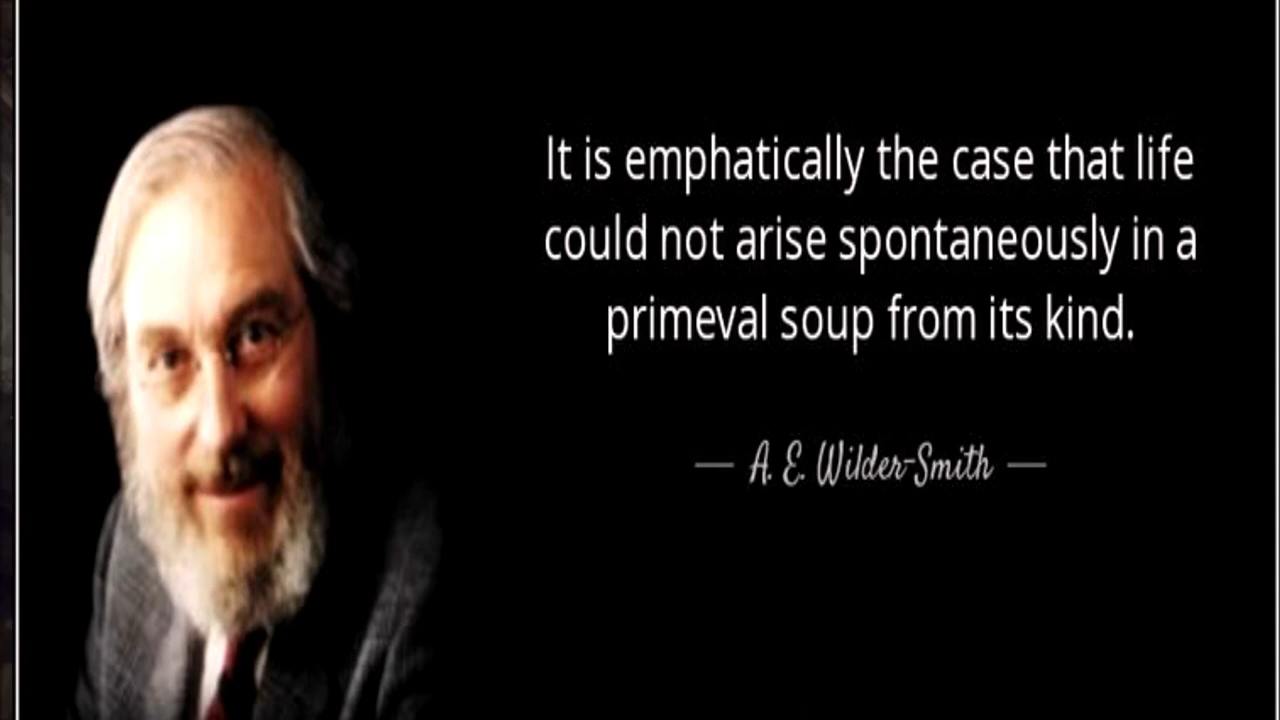 It is emphatically the case that life
could not arise spontaneously in a
primeval soup from its kind.
— A. E. Wilder-Smith —